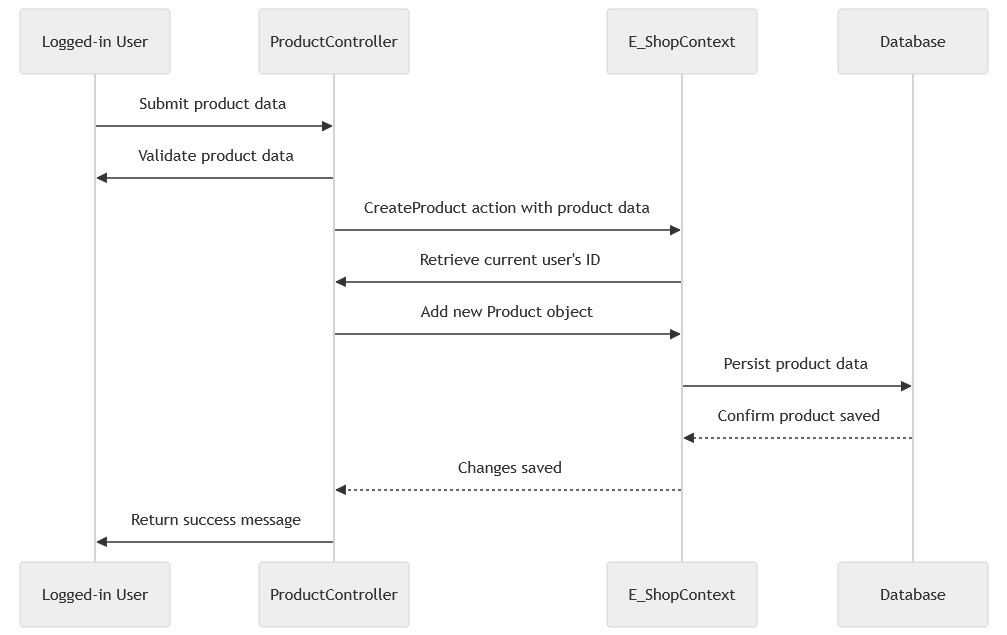 Logged-in User
ProductController
E_ShopContext
Database
Submit product data
Validate product data
CreateProduct action with product data
Retrieve current user's ID
Add new Product object
Persist product data
Confirm product saved
Changes saved
Return success message
Logged-in User
ProductController
E_ShopContext
Database